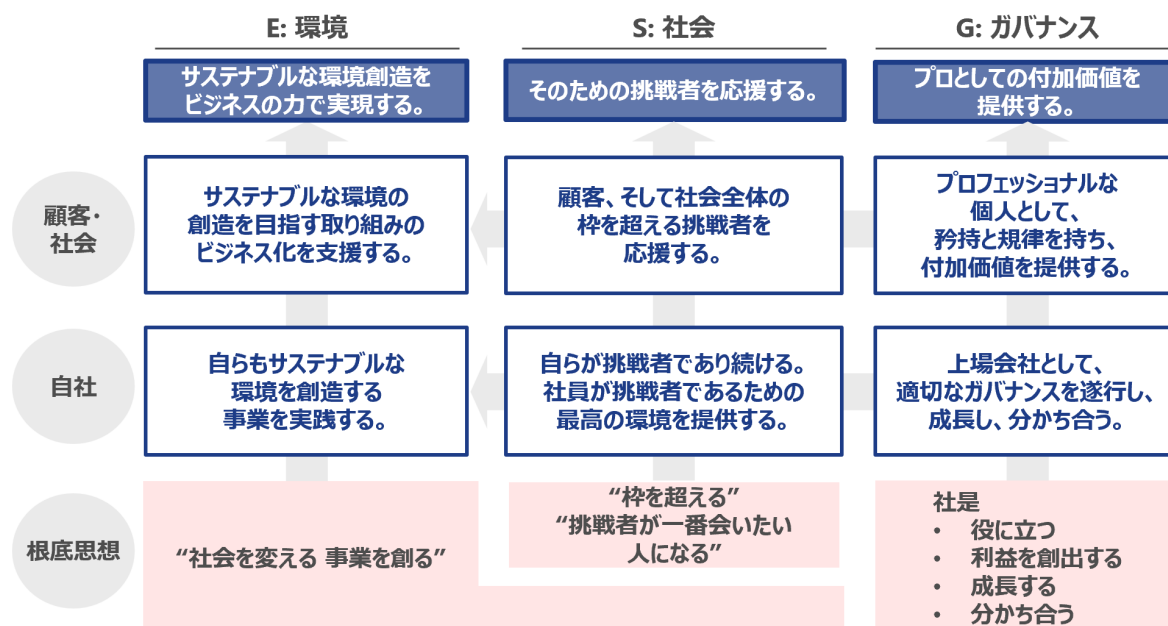 E: 環境
S: 社会
G: ガバナンス
サステナブルな環境創造を
ビジネスの力で実現する。
そのための挑戦者を応援する。
プロとしての付加価値を
提供する。
顧客・
社会
サステナブルな環境の
創造を目指す取り組みの
ビジネス化を支援する。
顧客、そして社会全体の
枠を超える挑戦者を
応援する。
プロフェッショナルな
個人として、
矜持と規律を持ち、
付加価値を提供する。
自社
自らもサステナブルな
環境を創造する
事業を実践する。
自らが挑戦者であり続ける。
社員が挑戦者であるための
最高の環境を提供する。
上場会社として、
適切なガバナンスを遂行し、
成長し、分かち合う。
根底思想
“社会を変える 事業を創る”
“枠を超える”
“挑戦者が一番会いたい
人になる”
社是
• 役に立つ
• 利益を創出する
• 成長する
• 分かち合う